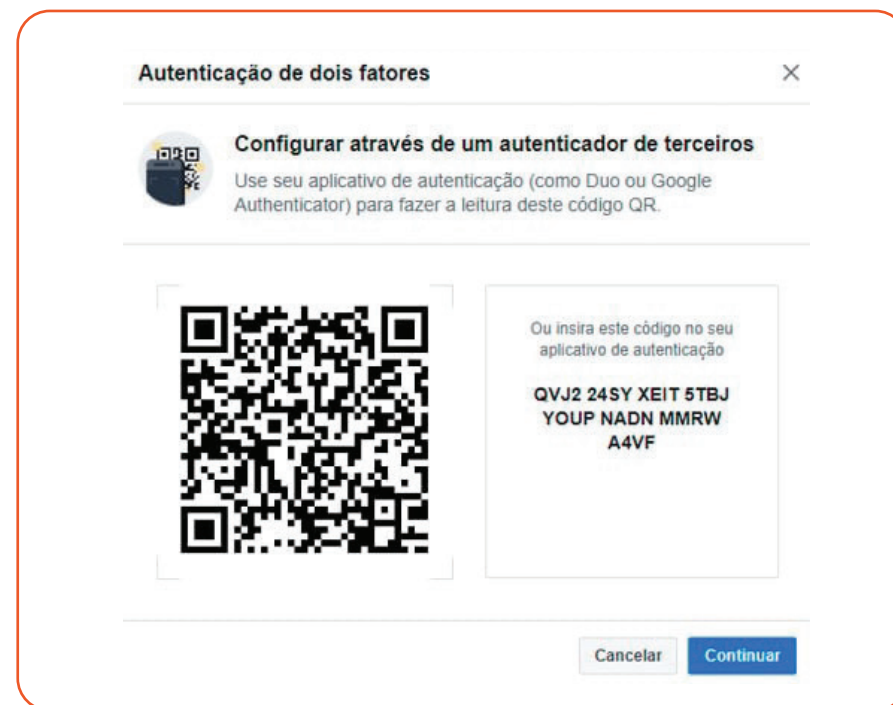 Autenticação de dois fatores
Configurar através de um autenticador de terceiros
Use seu aplicativo de autenticação (como Duo ou Google
Authenticator) para fazer a leitura deste código QR.
Ou insira este código no seu
aplicativo de autenticação
QVJ2 24SY XEIT 5TBJ
YOUP NADN MMRW
A4VF
Cancelar
Continuar